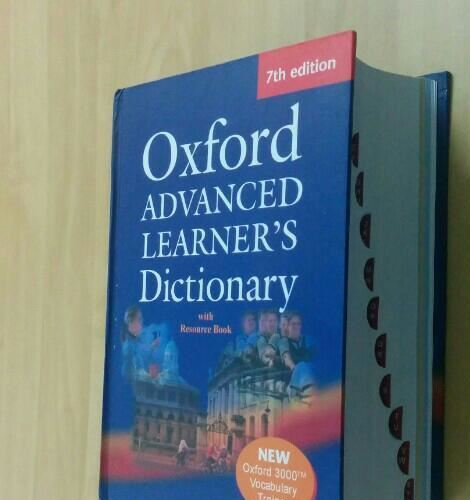 7th edition
Oxford
ADVANCED
LEARNER'S
Dictionary
with
Resource Book
NEW
Oxford 3000™
Vocabulary